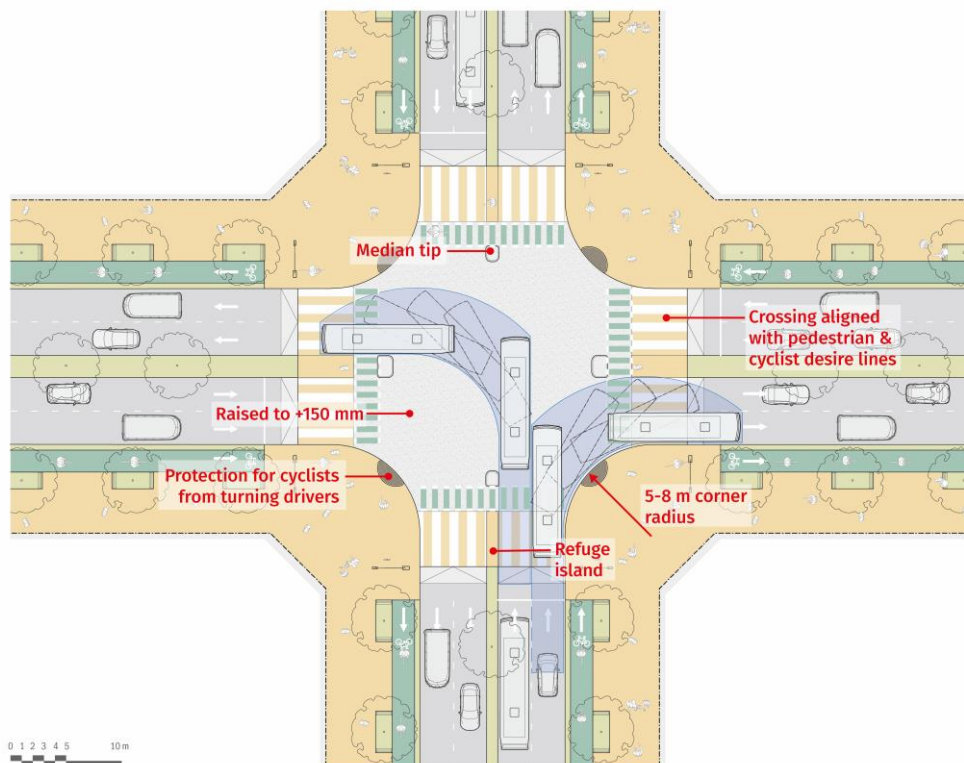 Median tip
Crossing aligned
with pedestrian &
cyclist desire lines
Raised to +150 mm
Protection for cyclists
from turning drivers
5-8 m corner
radius
Refuge
island
0 1 2 3 4 5 10 m